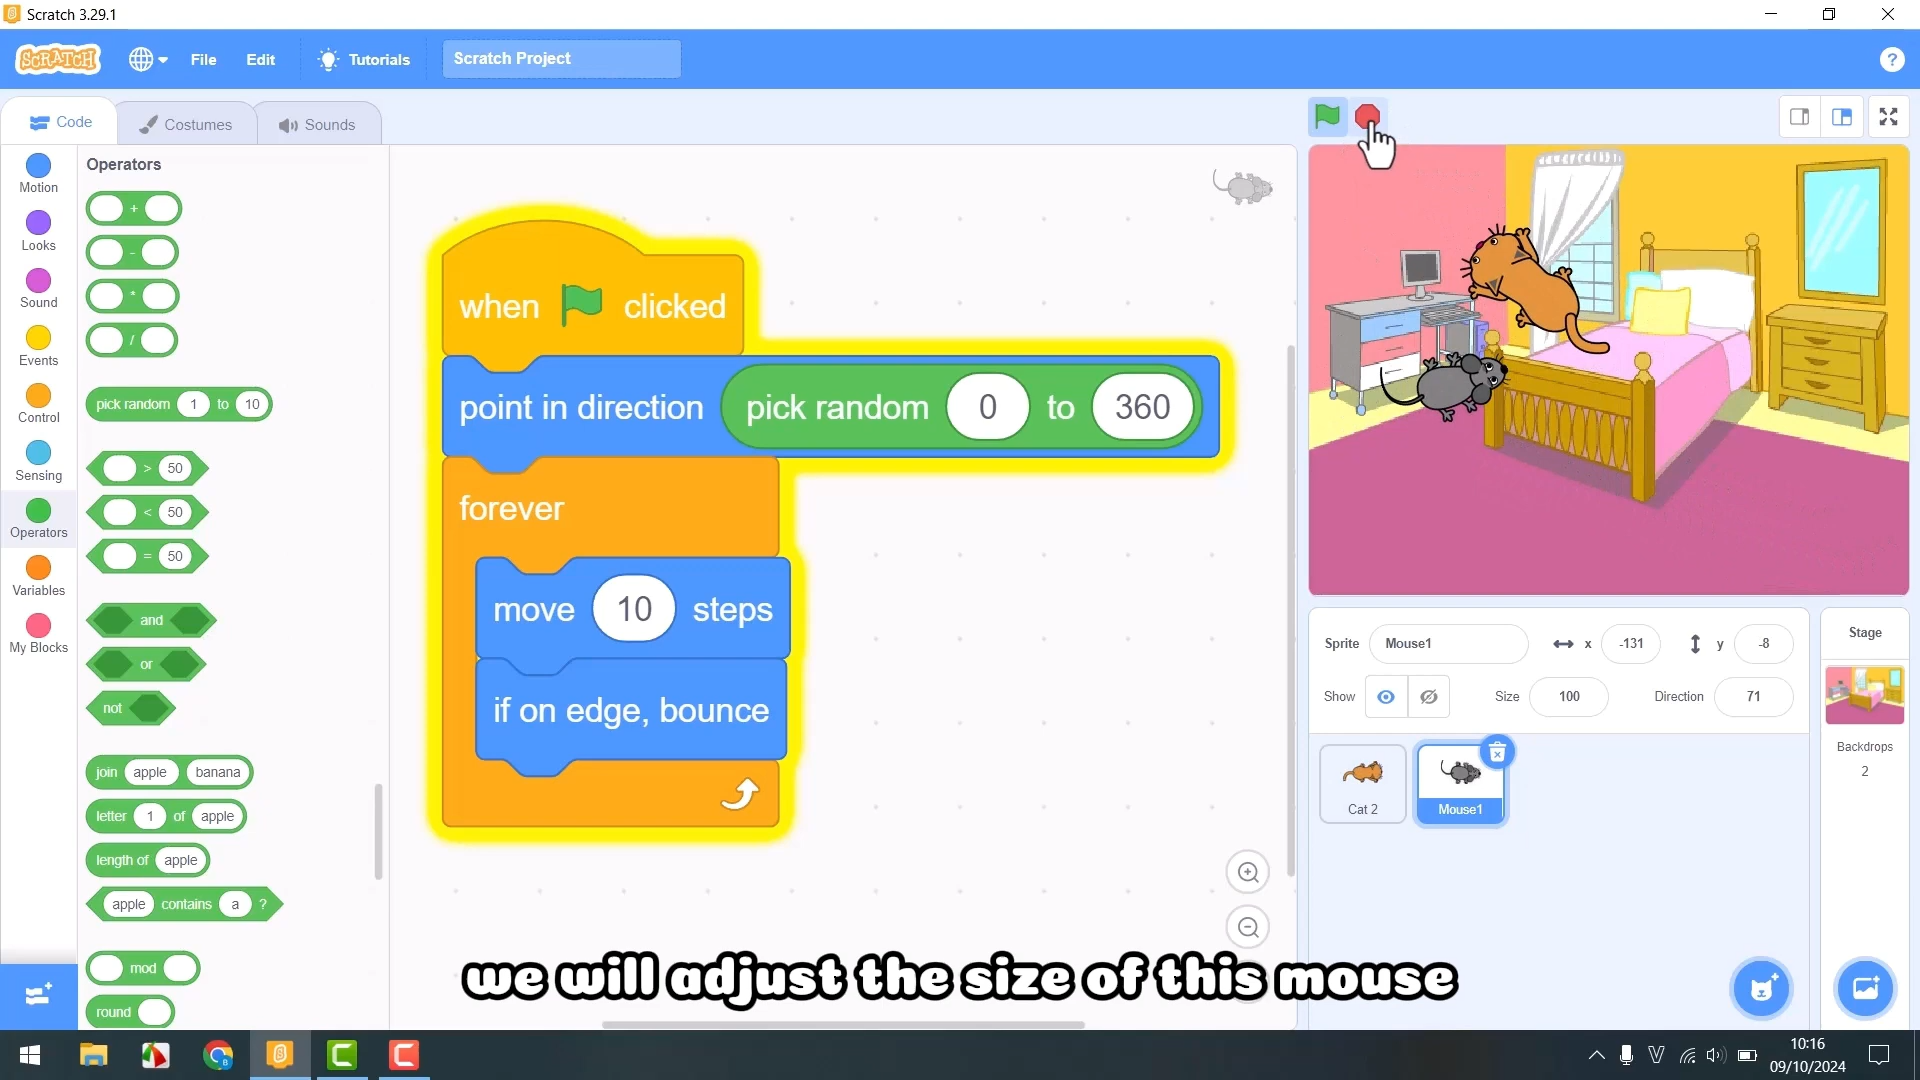 Scratch 3.29.1
SCRATCH
File
Edit
Tutorials
Scratch Project
?
Code
Costumes
Sounds
Motion
Looks
Sound
Events
Control
Sensing
Operators
Variables
My Blocks
Operators
+
-
*
/
pick random 1 to 10
> 50
< 50
= 50
and
or
not
join apple banana
letter 1 of apple
length of apple
apple contains a ?
mod
round
when clicked
point in direction pick random 0 to 360
forever
move 10 steps
if on edge, bounce
Sprite Mouse1 x -131 y -8
Show Size 100 Direction 71
Cat 2
Mouse1
Stage
Backdrops
2
we will adjust the size of this mouse
10:16
09/10/2024